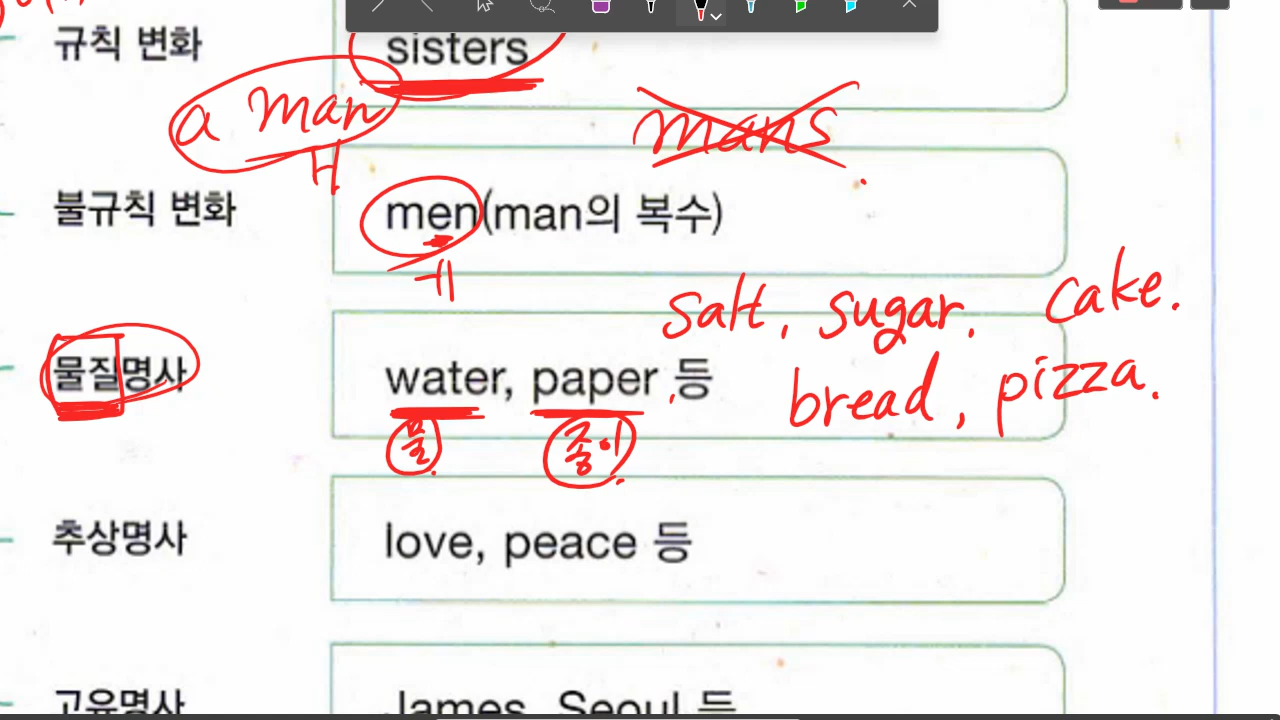 규칙 변화
sisters
a man
ㅐ
mans
불규칙 변화
men(man의 복수)
ㅔ
salt, sugar. cake.
물질명사
water, paper 등
, bread, pizza.
물.
종이.
추상명사
love, peace 등
고유명사
James, Seoul 등